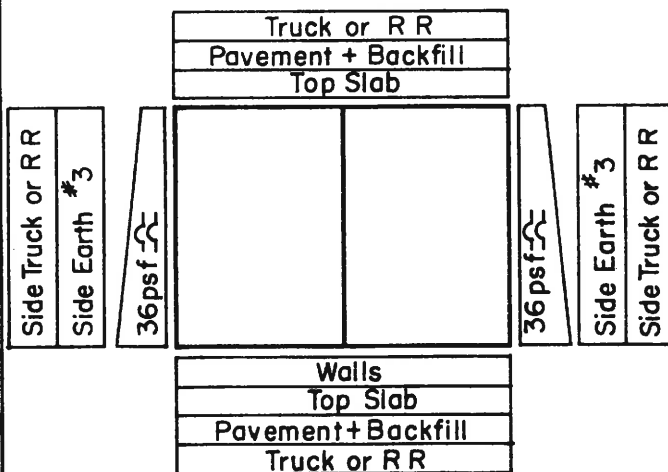 Truck or R R
Pavement + Backfill
Top Slab
Side Truck or R R
Side Earth #3
36psf
36psf
Side Earth #3
Side Truck or R R
Walls
Top Slab
Pavement + Backfill
Truck or R R